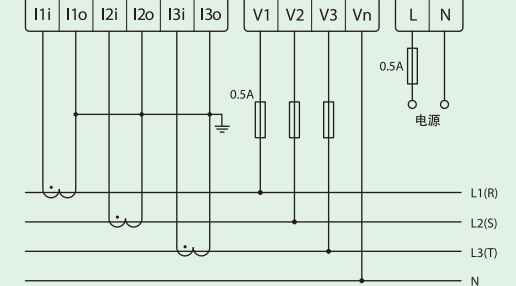 I1i I1o I2i I2o I3i I3o V1 V2 V3 Vn L N
0.5A
0.5A
电源
L1(R)
L2(S)
L3(T)
N